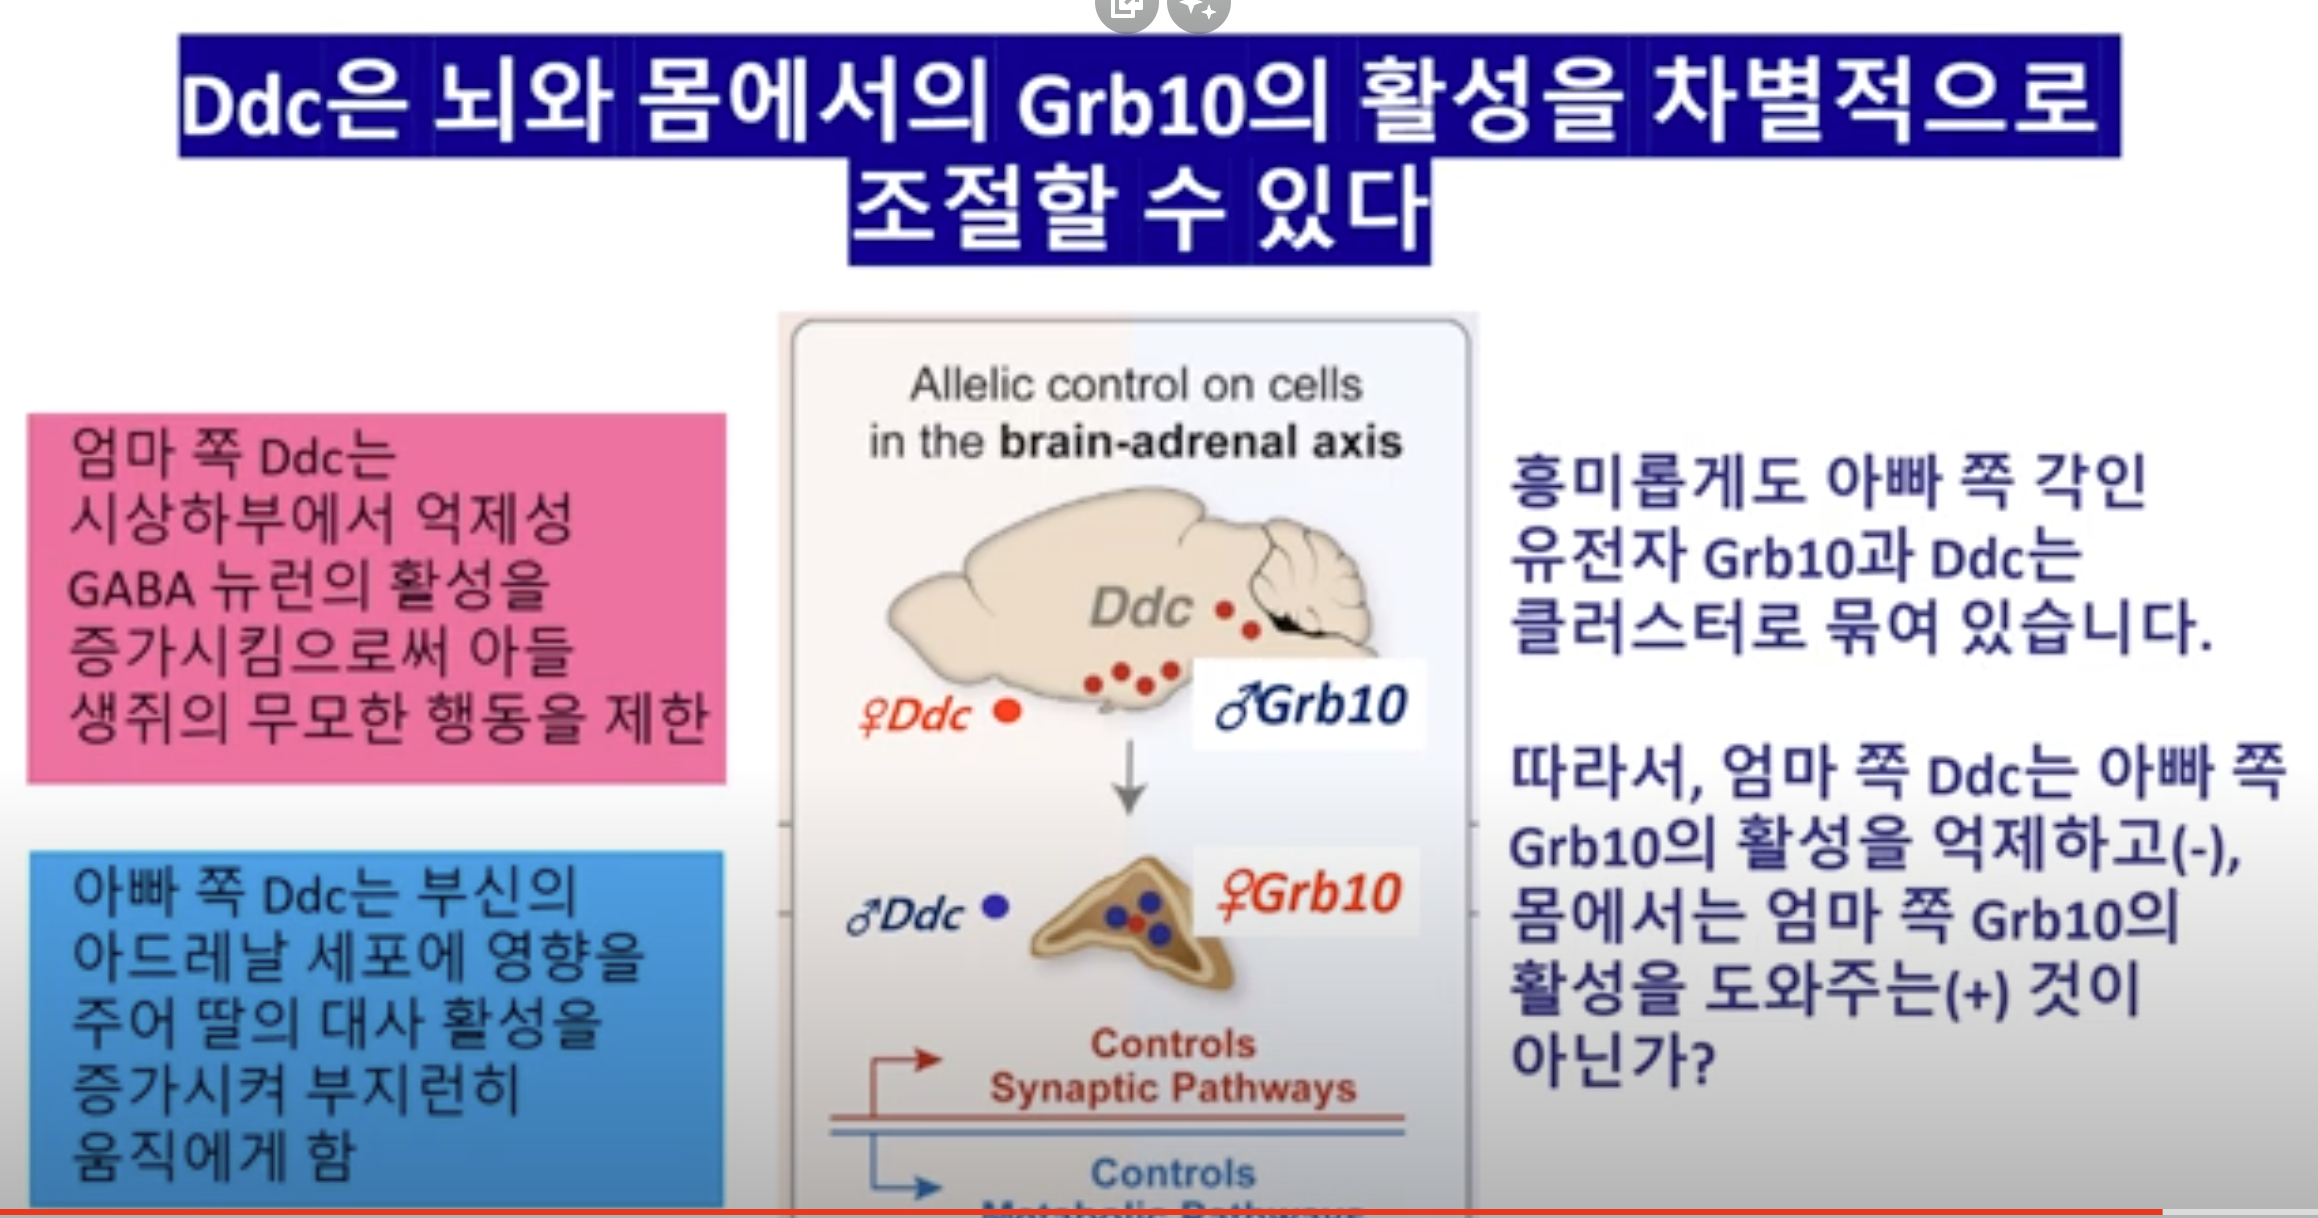 Ddc은 뇌와 몸에서의 Grb10의 활성을 차별적으로
조절할 수 있다
엄마 쪽 Ddc는
시상하부에서 억제성
GABA 뉴런의 활성을
증가시킴으로써 아들
생쥐의 무모한 행동을 제한
아빠 쪽 Ddc는 부신의
아드레날 세포에 영향을
주어 딸의 대사 활성을
증가시켜 부지런히
움직에게 함
Allelic control on cells
in the brain-adrenal axis
Ddc
♀Ddc
♂Grb10
♂Ddc
♀Grb10
Controls
Synaptic Pathways
Controls
Metabolic Pathways
흥미롭게도 아빠 쪽 각인
유전자 Grb10과 Ddc는
클러스터로 묶여 있습니다.
따라서, 엄마 쪽 Ddc는 아빠 쪽
Grb10의 활성을 억제하고(-),
몸에서는 엄마 쪽 Grb10의
활성을 도와주는(+) 것이
아닌가?